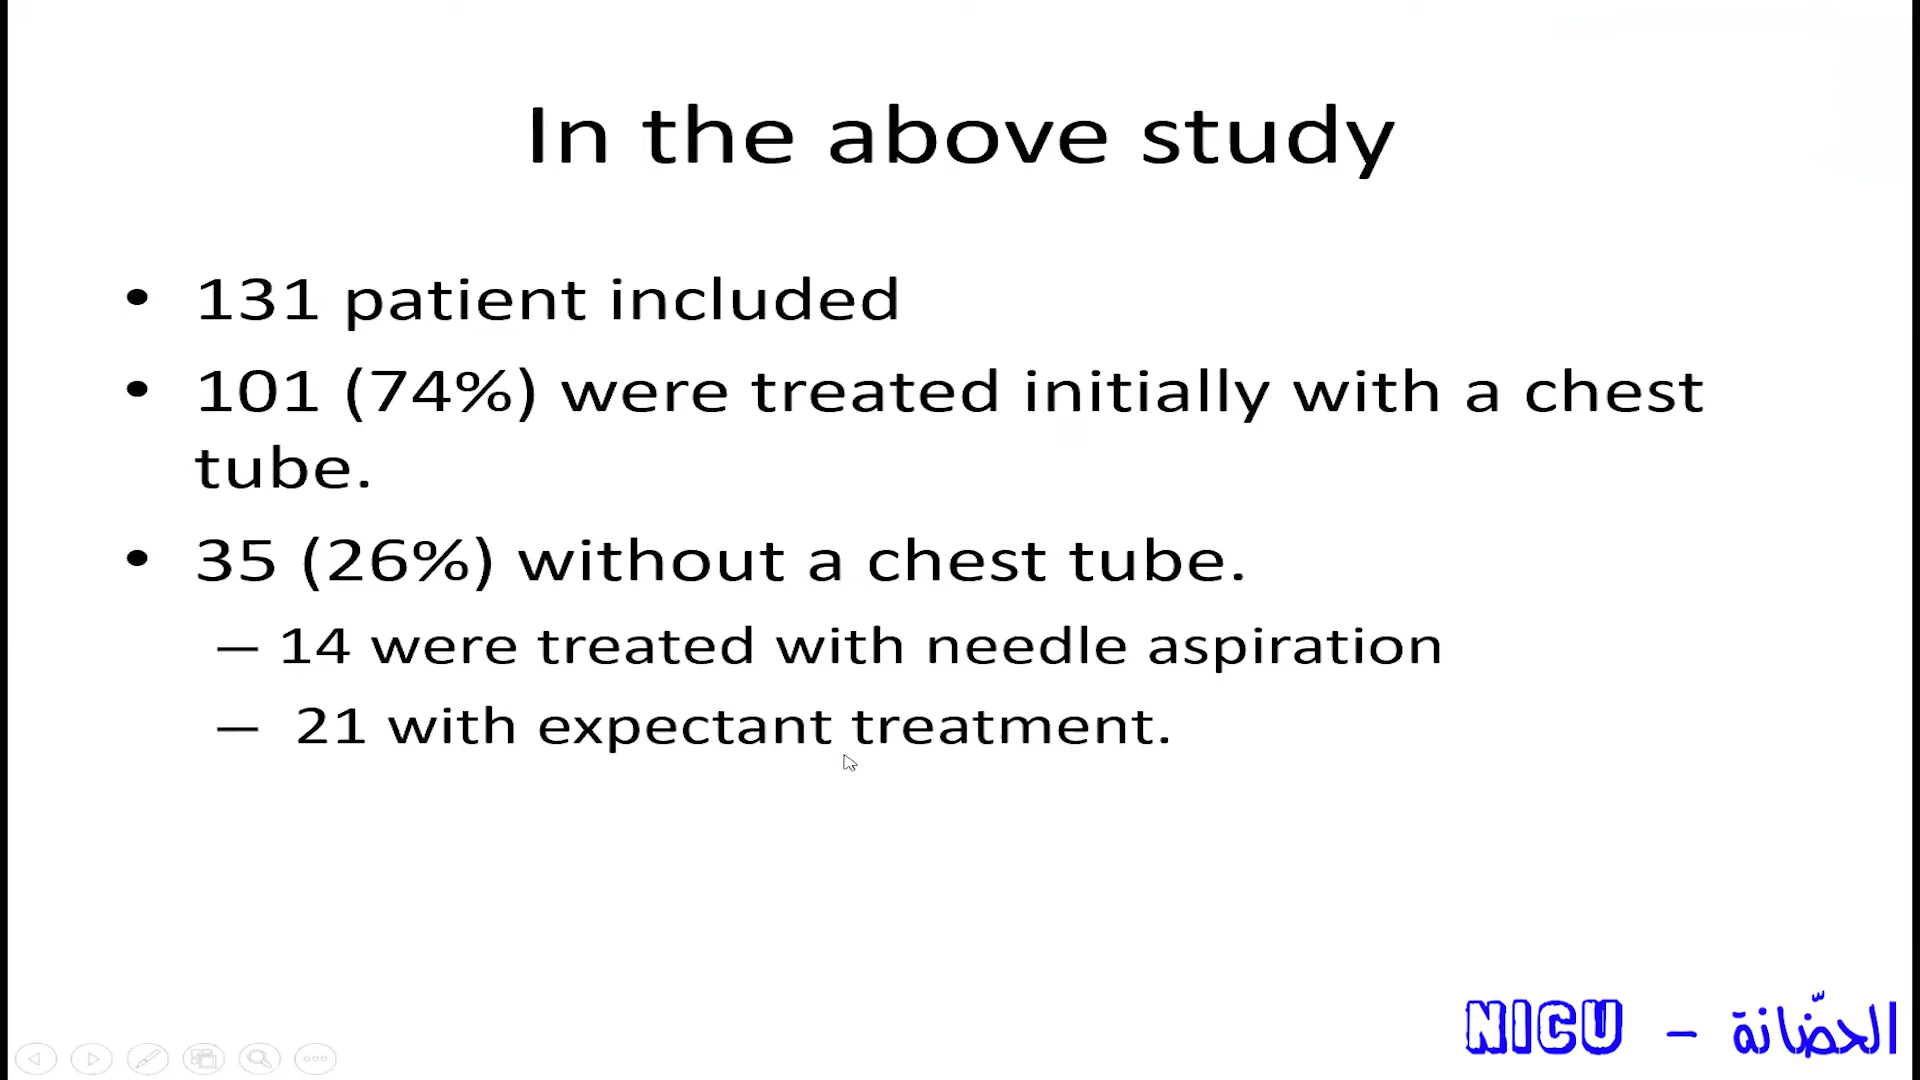 In the above study
• 131 patient included
• 101 (74%) were treated initially with a chest
tube.
• 35 (26%) without a chest tube.
– 14 were treated with needle aspiration
– 21 with expectant treatment.
NICU – الحضّانة